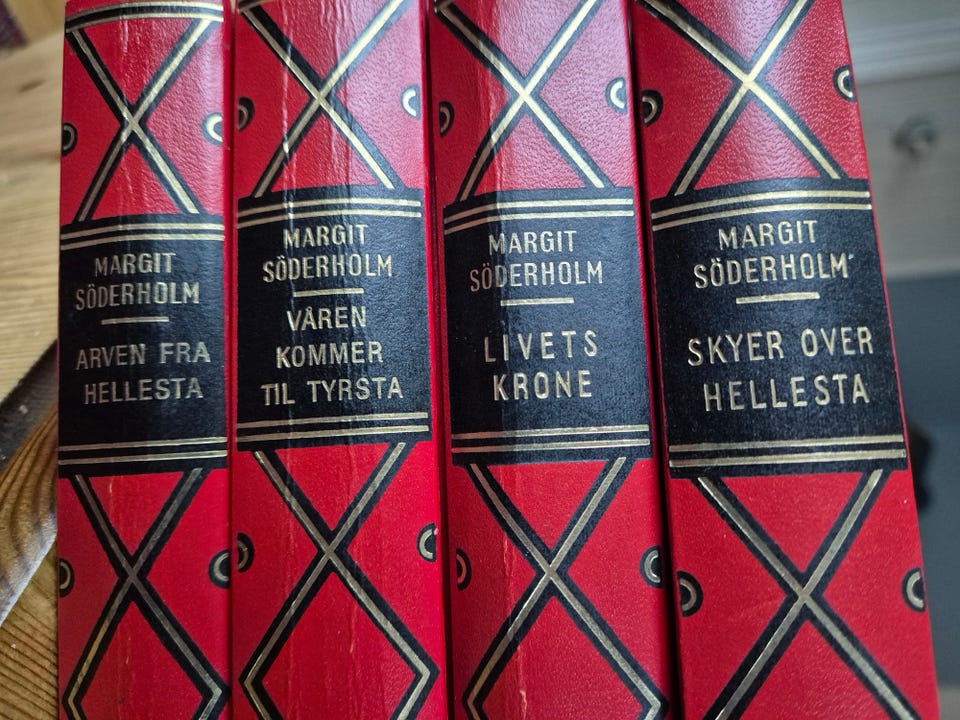 MARGIT
SÖDERHOLM
ARVEN FRA
HELLESTA
MARGIT
SÖDERHOLM
VÅREN
KOMMER
TIL TYRSTA
MARGIT
SÖDERHOLM
LIVETS
KRONE
MARGIT
SÖDERHOLM
SKYER OVER
HELLESTA